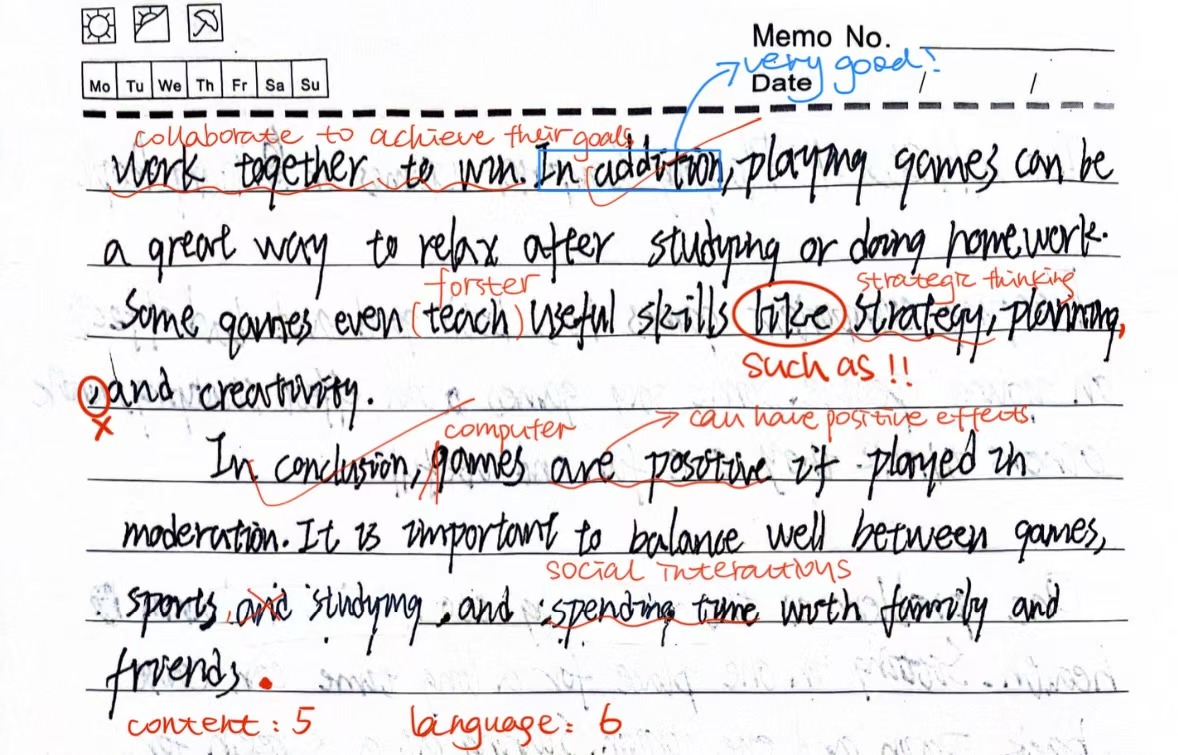 Memo No.
very good!
Mo Tu We Th Fr Sa Su
Date / /
collaborate to achieve their goals
work together to win. In addition, playing games can be
a great way to relax after studying or doing homework.
forster
strategic thinking
Some games even (teach) useful skills like strategy, planning,
such as !!
, and creativity.
x
can have positive effects.
computer
In conclusion, games are positive if played in
moderation. It is important to balance well between games,
social interactions
sports, and studying, and spending time with family and
friends.
content: 5 language: 6